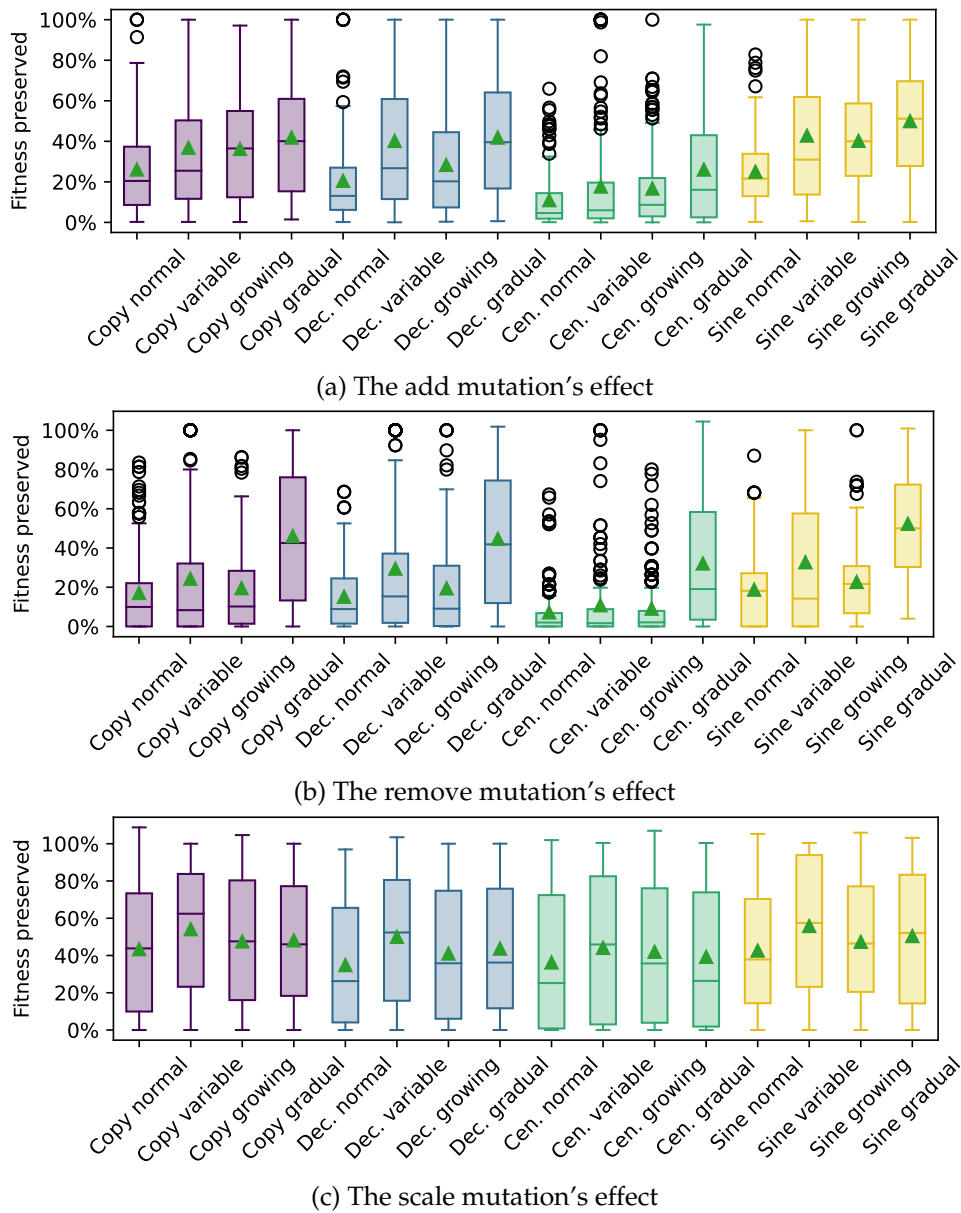 Fitness preserved
100%
80%
60%
40%
20%
0%
Copy normal
Copy variable
Copy growing
Copy gradual
Dec. normal
Dec. variable
Dec. growing
Dec. gradual
Cen. normal
Cen. variable
Cen. growing
Cen. gradual
Sine normal
Sine variable
Sine growing
Sine gradual
(a) The add mutation's effect
Fitness preserved
100%
80%
60%
40%
20%
0%
Copy normal
Copy variable
Copy growing
Copy gradual
Dec. normal
Dec. variable
Dec. growing
Dec. gradual
Cen. normal
Cen. variable
Cen. growing
Cen. gradual
Sine normal
Sine variable
Sine growing
Sine gradual
(b) The remove mutation's effect
Fitness preserved
100%
80%
60%
40%
20%
0%
Copy normal
Copy variable
Copy growing
Copy gradual
Dec. normal
Dec. variable
Dec. growing
Dec. gradual
Cen. normal
Cen. variable
Cen. growing
Cen. gradual
Sine normal
Sine variable
Sine growing
Sine gradual
(c) The scale mutation's effect